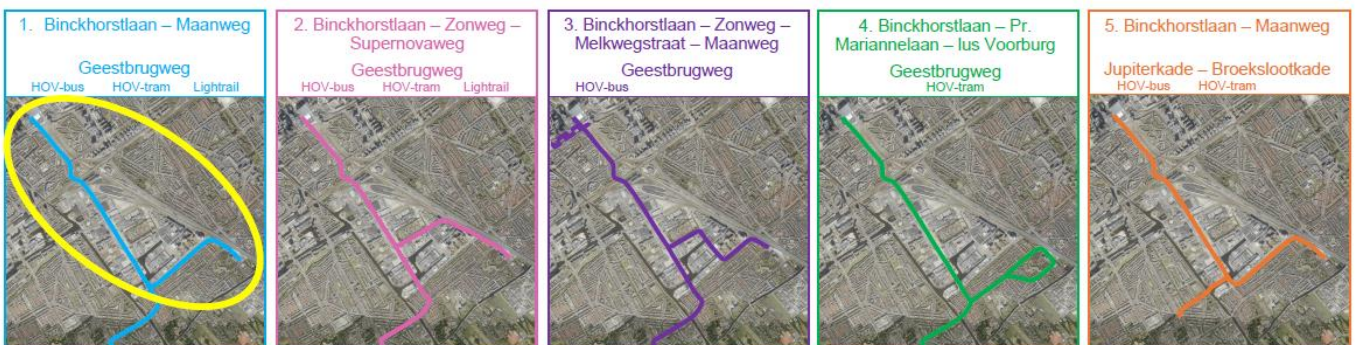 1. Binckhorstlaan – Maanweg
Geestbrugweg
HOV-bus HOV-tram Lightrail
2. Binckhorstlaan – Zonweg –
Supernovaweg
Geestbrugweg
HOV-bus HOV-tram Lightrail
3. Binckhorstlaan – Zonweg –
Melkwegstraat – Maanweg
Geestbrugweg
HOV-bus
4. Binckhorstlaan – Pr.
Mariannelaan – lus Voorburg
Geestbrugweg
HOV-tram
5. Binckhorstlaan – Maanweg
Jupiterkade – Broekslootkade
HOV-bus HOV-tram